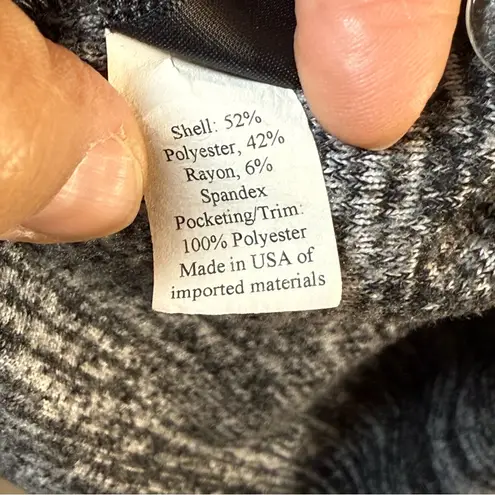 Shell: 52%
Polyester, 42%
Rayon, 6%
Spandex
Pocketing/Trim:
100% Polyester
Made in USA of
imported materials